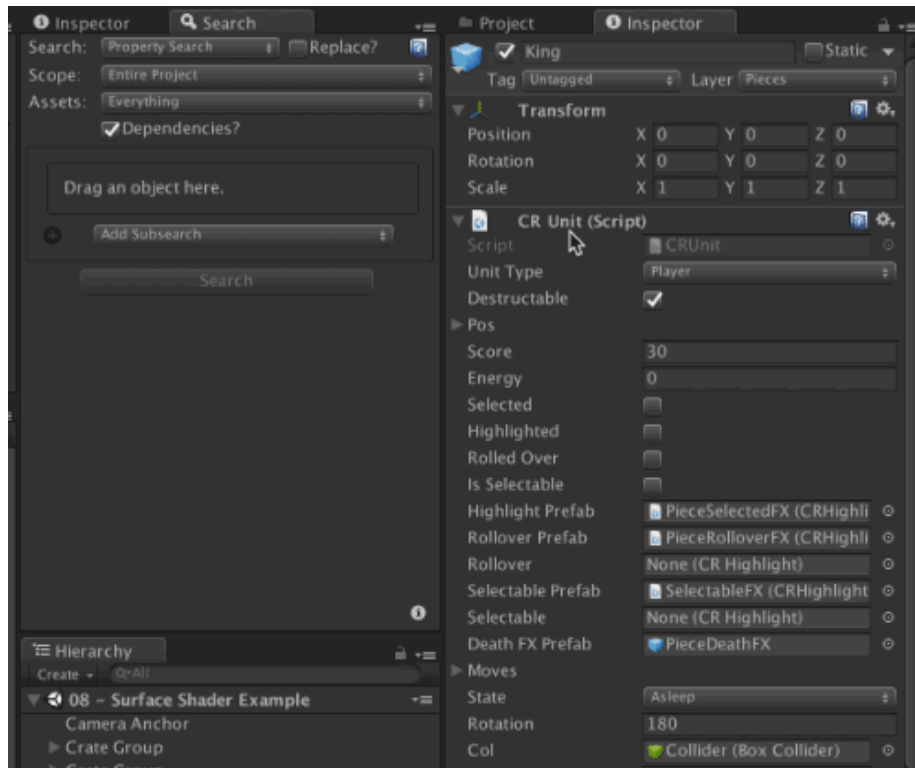 Inspector
Search
Search: Property Search
Replace?
Scope: Entire Project
Assets: Everything
Dependencies?
Drag an object here.
Add Subsearch
Search
Hierarchy
Create
All
08 – Surface Shader Example
Camera Anchor
Crate Group
Project
Inspector
King
Static
Tag Untagged
Layer Pieces
Transform
Position X 0 Y 0 Z 0
Rotation X 0 Y 0 Z 0
Scale X 1 Y 1 Z 1
CR Unit (Script)
Script CRUnit
Unit Type Player
Destructable
Pos
Score 30
Energy 0
Selected
Highlighted
Rolled Over
Is Selectable
Highlight Prefab PieceSelectedFX (CRHighli
Rollover Prefab PieceRolloverFX (CRHighli
Rollover None (CR Highlight)
Selectable Prefab SelectableFX (CRHighlight
Selectable None (CR Highlight)
Death FX Prefab PieceDeathFX
Moves
State Asleep
Rotation 180
Col Collider (Box Collider)